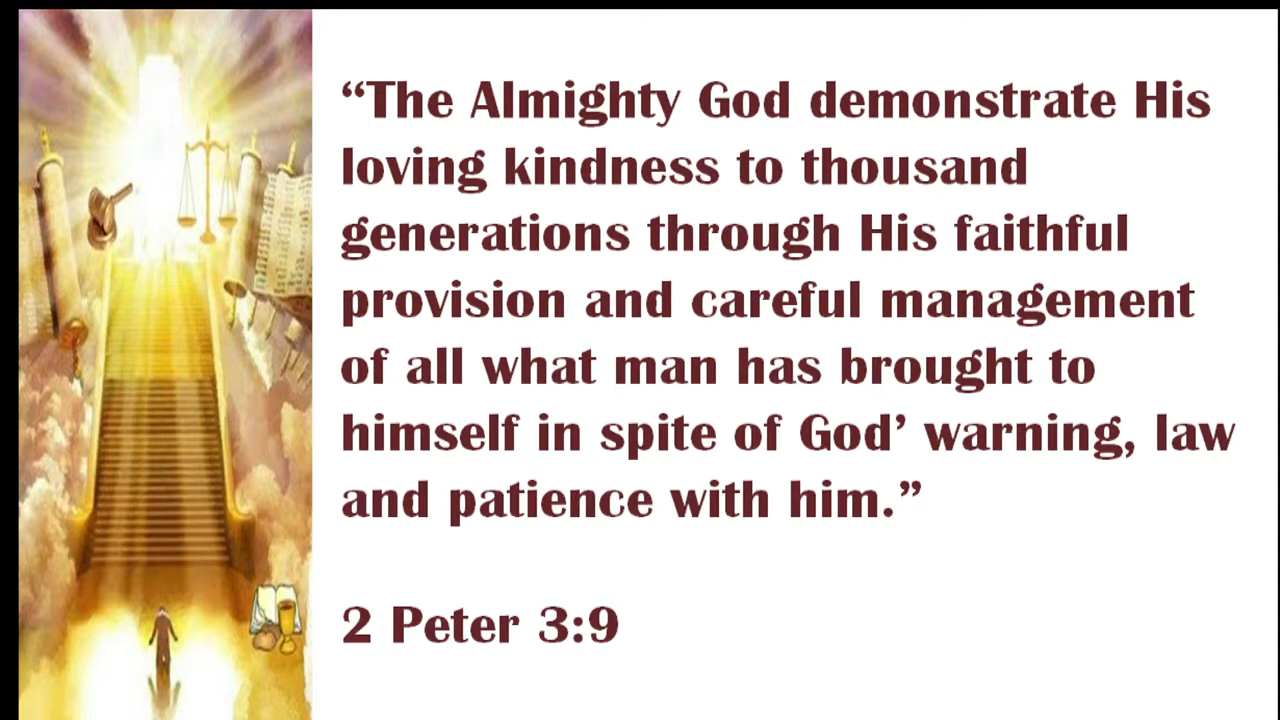 “The Almighty God demonstrate His
loving kindness to thousand
generations through His faithful
provision and careful management
of all what man has brought to
himself in spite of God’ warning, law
and patience with him.”
2 Peter 3:9